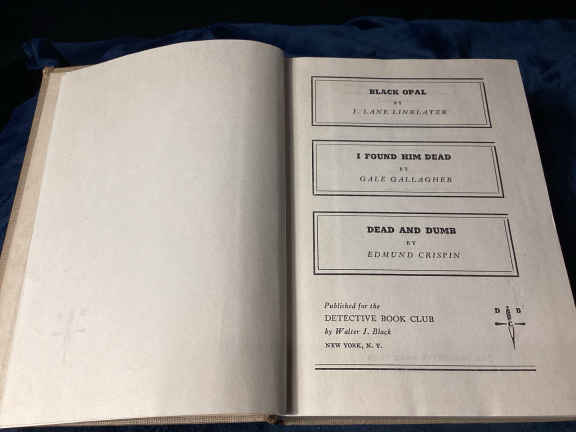 BLACK OPAL
BY
J. LANE LINKLATER
I FOUND HIM DEAD
BY
GALE GALLAGHER
DEAD AND DUMB
BY
EDMUND CRISPIN
Published for the
DETECTIVE BOOK CLUB
by Walter J. Black
NEW YORK, N. Y.
D B
C